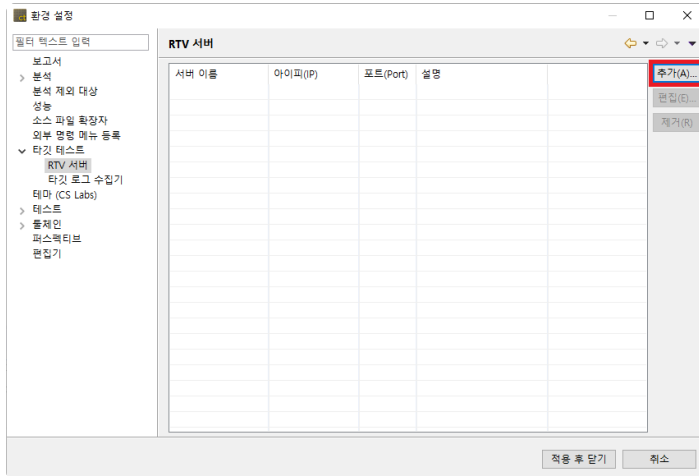 환경 설정
필터 텍스트 입력
보고서
분석
분석 제외 대상
성능
소스 파일 확장자
외부 명령 메뉴 등록
타깃 테스트
RTV 서버
타깃 로그 수집기
테마 (CS Labs)
테스트
툴체인
퍼스펙티브
편집기
RTV 서버
서버 이름 아이피(IP) 포트(Port) 설명
추가(A)...
편집(E)...
제거(R)
적용 후 닫기 취소